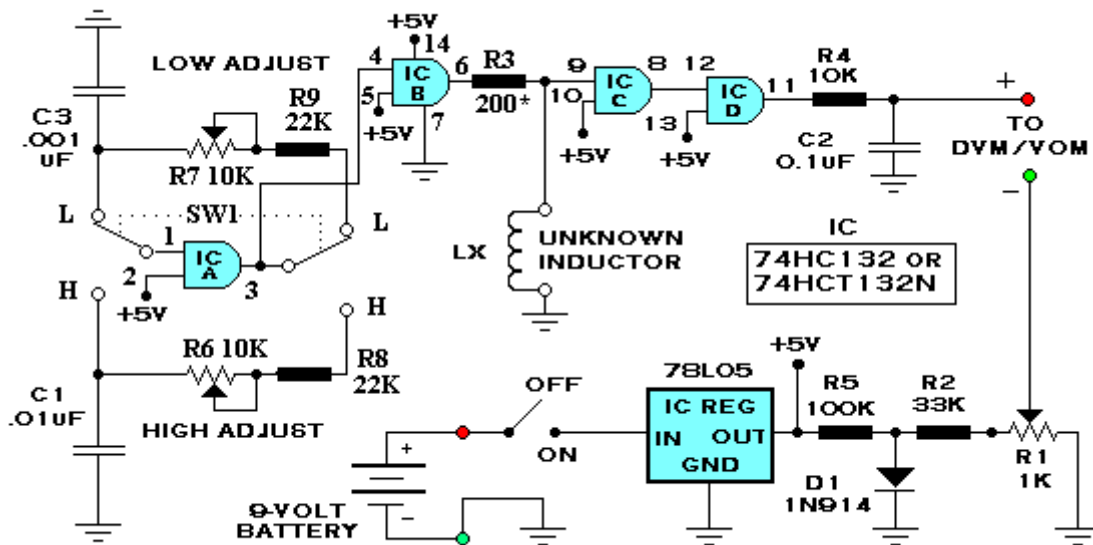 +5V
14
4
IC
B
6
R3
200*
5
+5V
7
9
10
IC
C
8
12
+5V
13
IC
D
11
+5V
R4
10K
C2
0.1uF
+
TO
DVM/VOM
−
LOW ADJUST
C3
.001
uF
R9
22K
R7 10K
L
SW1
L
1
2
IC
A
3
+5V
H
H
LX
UNKNOWN
INDUCTOR
IC
74HC132 OR
74HCT132N
R6 10K
R8
22K
C1
.01uF
HIGH ADJUST
OFF
ON
+
−
9-VOLT
BATTERY
78L05
IC REG
IN OUT
GND
+5V
R5
100K
R2
33K
D1
1N914
R1
1K